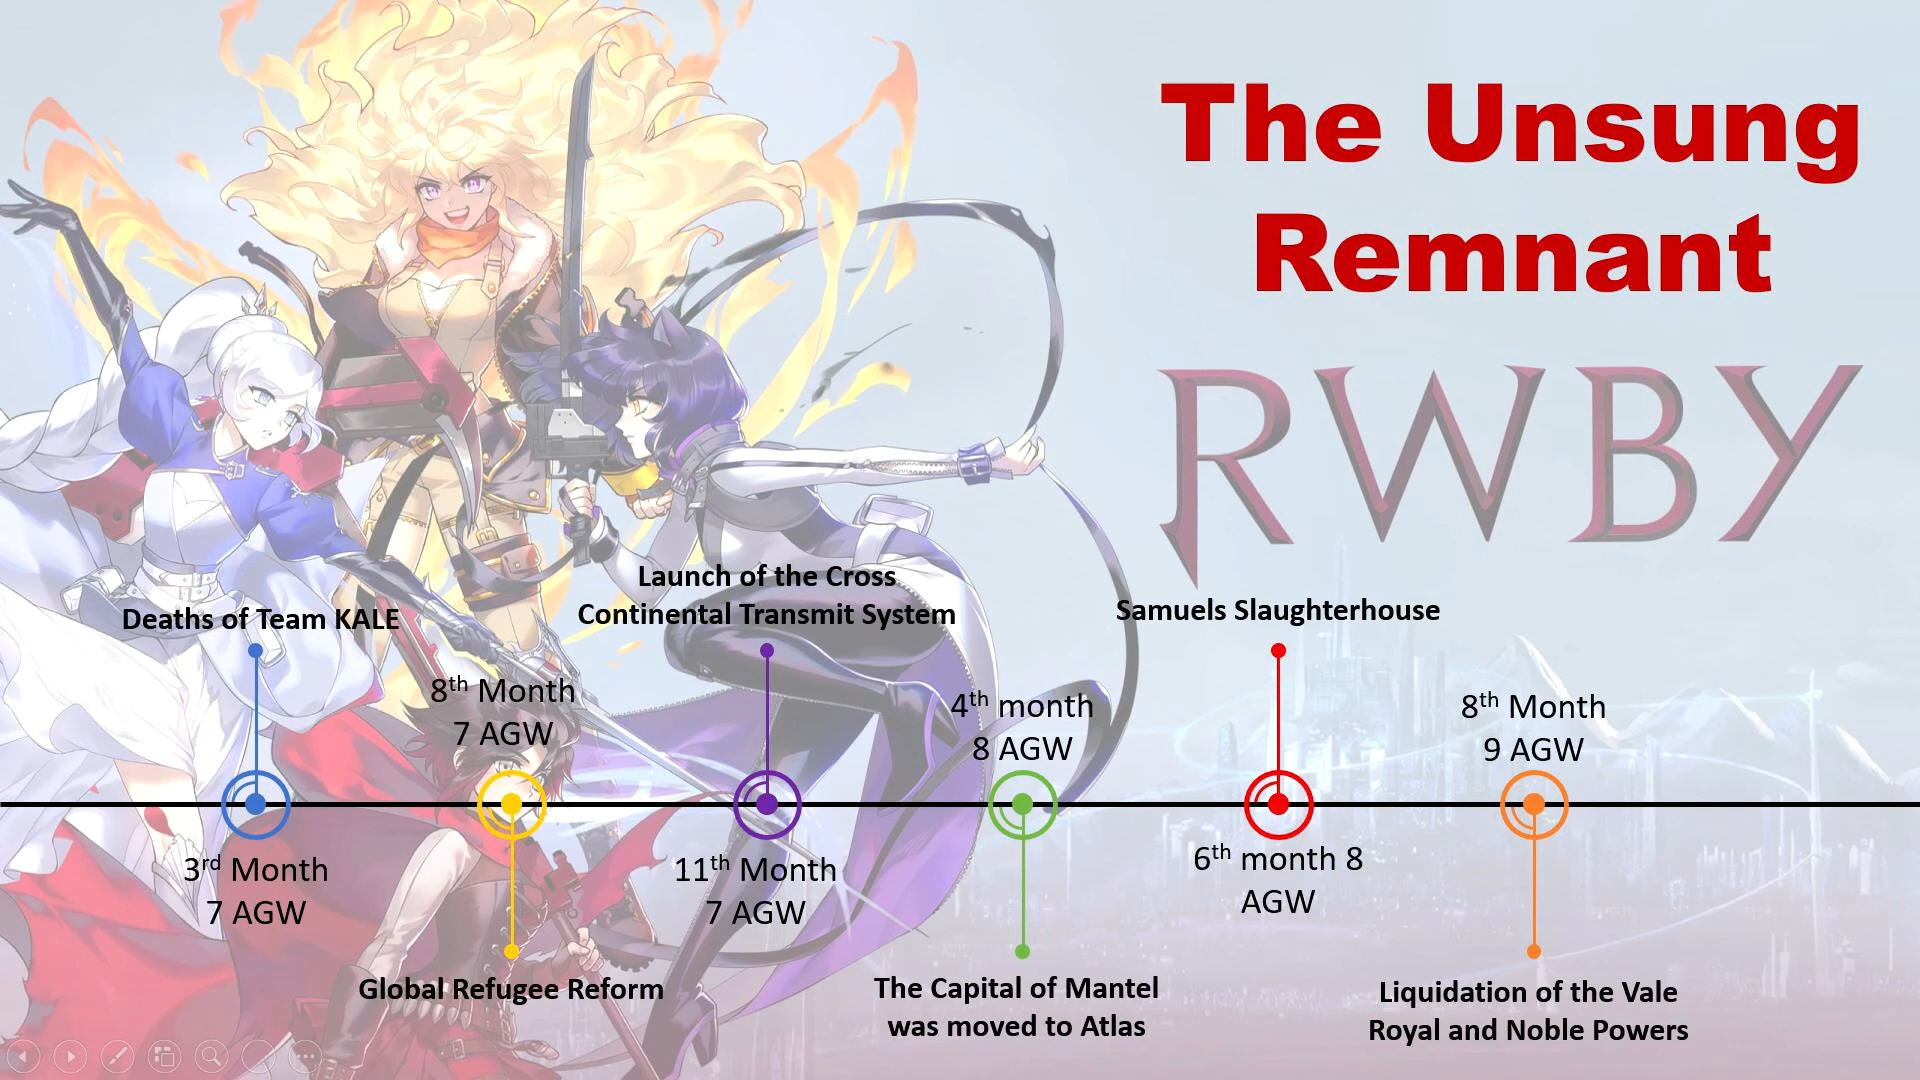 The Unsung
Remnant
RWBY
Deaths of Team KALE
3rd Month
7 AGW
8th Month
7 AGW
Global Refugee Reform
Launch of the Cross
Continental Transmit System
11th Month
7 AGW
4th month
8 AGW
The Capital of Mantel
was moved to Atlas
Samuels Slaughterhouse
6th month 8
AGW
8th Month
9 AGW
Liquidation of the Vale
Royal and Noble Powers